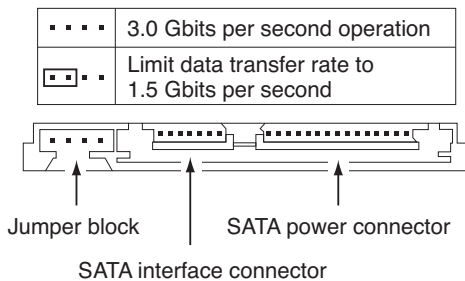 3.0 Gbits per second operation
Limit data transfer rate to
1.5 Gbits per second
Jumper block
SATA power connector
SATA interface connector